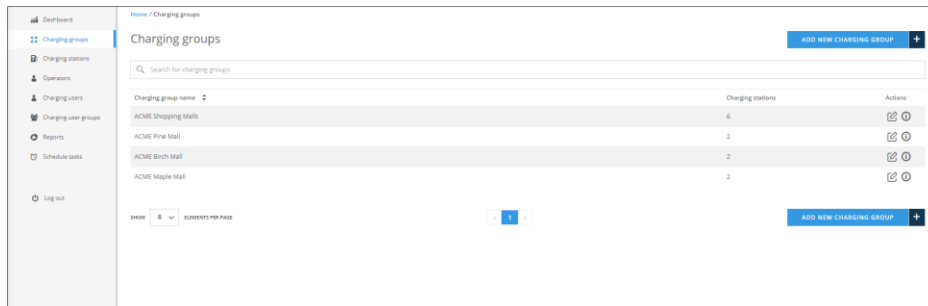 Dashboard
Charging groups
Charging stations
Operators
Charging users
Charging user groups
Reports
Schedule tasks
Log out
Home / Charging groups
Charging groups
ADD NEW CHARGING GROUP +
Search for charging groups
Charging group name Charging stations Actions
ACME Shopping Malls 6
ACME Pine Mall 2
ACME Birch Mall 2
ACME Maple Mall 2
SHOW 8 ELEMENTS PER PAGE ‹ 1 › ADD NEW CHARGING GROUP +